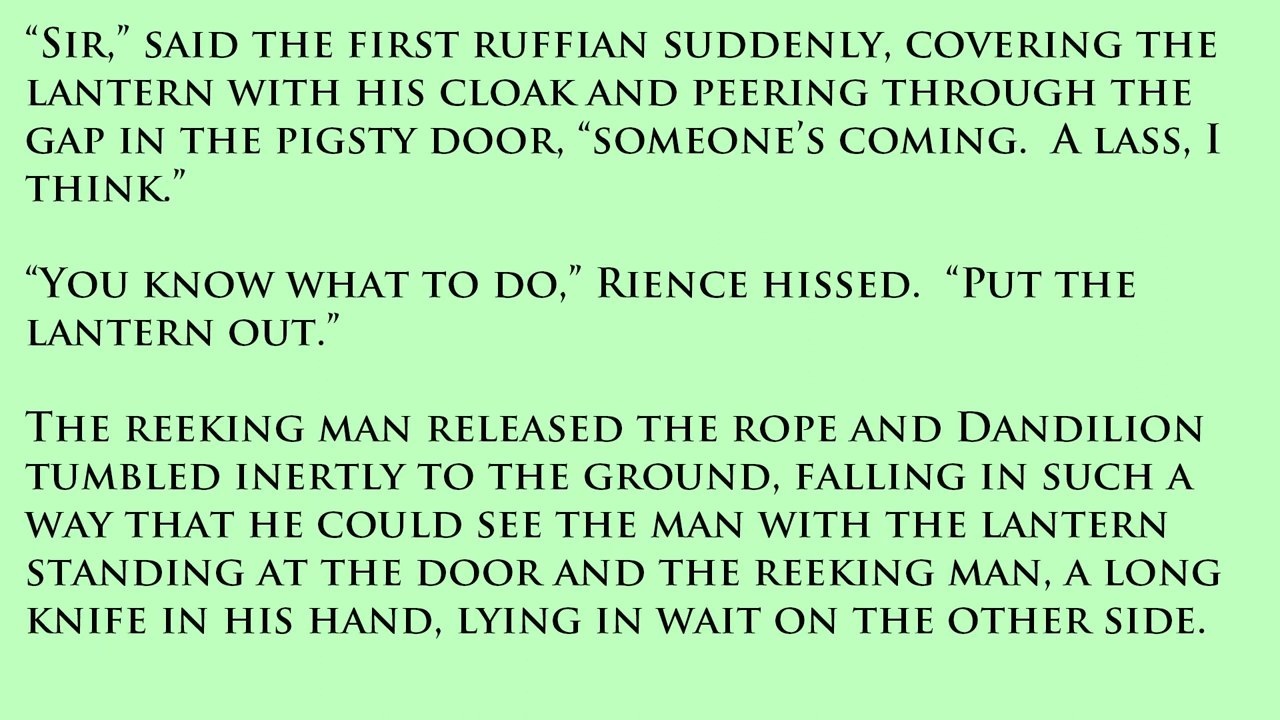 “Sir,” said the first ruffian suddenly, covering the
lantern with his cloak and peering through the
gap in the pigsty door, “someone’s coming.  A lass, I
think.”
“You know what to do,” Rience hissed.  “Put the
lantern out.”
The reeking man released the rope and Dandilion
tumbled inertly to the ground, falling in such a
way that he could see the man with the lantern
standing at the door and the reeking man, a long
knife in his hand, lying in wait on the other side.